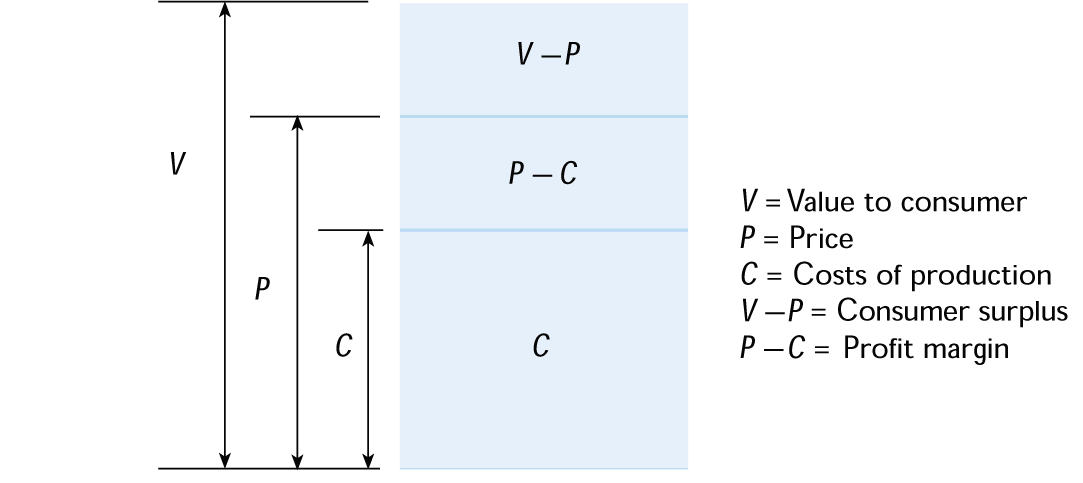 V – P
V
P – C
P
C
C
V = Value to consumer
P = Price
C = Costs of production
V – P = Consumer surplus
P – C = Profit margin